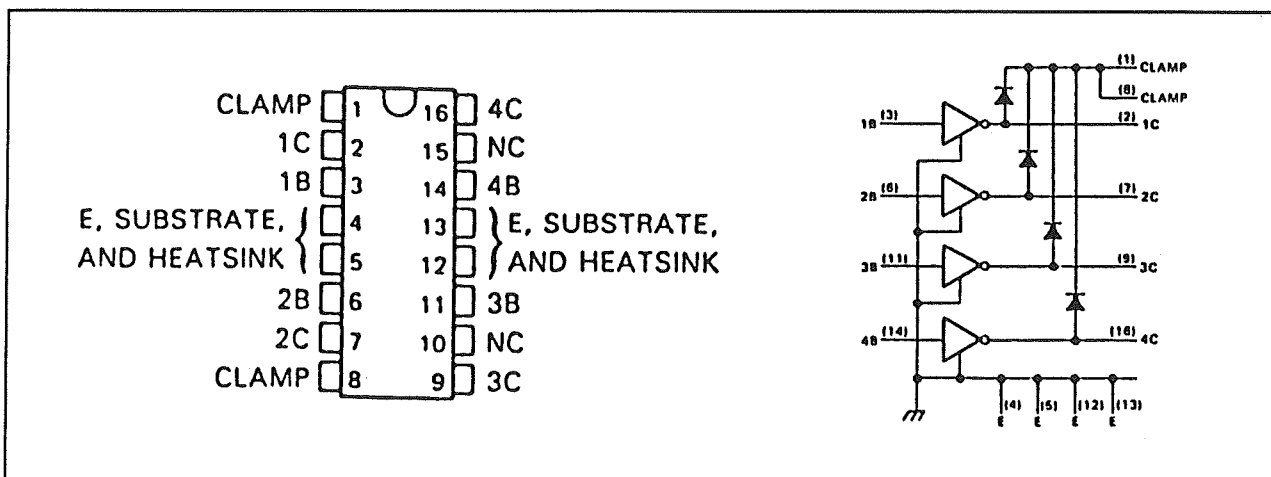 CLAMP 1 16 4C
1C 2 15 NC
1B 3 14 4B
E, SUBSTRATE, 4 13 E, SUBSTRATE,
AND HEATSINK 5 12 AND HEATSINK
2B 6 11 3B
2C 7 10 NC
CLAMP 8 9 3C
(1) CLAMP
(8) CLAMP
1B (3) (2) 1C
2B (6) (7) 2C
3B (11) (9) 3C
4B (14) (16) 4C
(4) (5) (12) (13)
E E E E